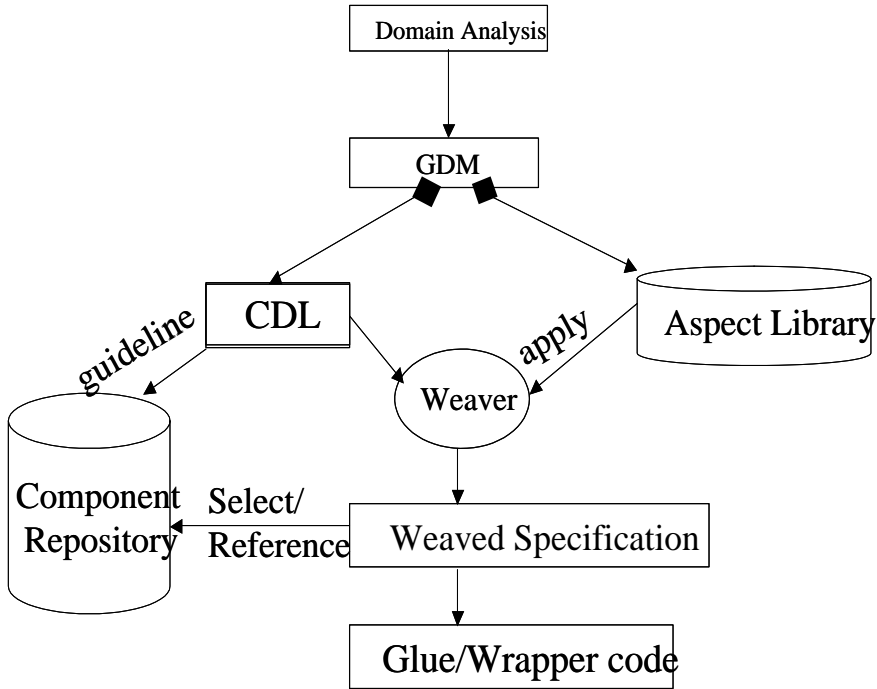 Domain Analysis
GDM
CDL
guideline
apply
Aspect Library
Weaver
Component
Repository
Select/
Reference
Weaved Specification
Glue/Wrapper code